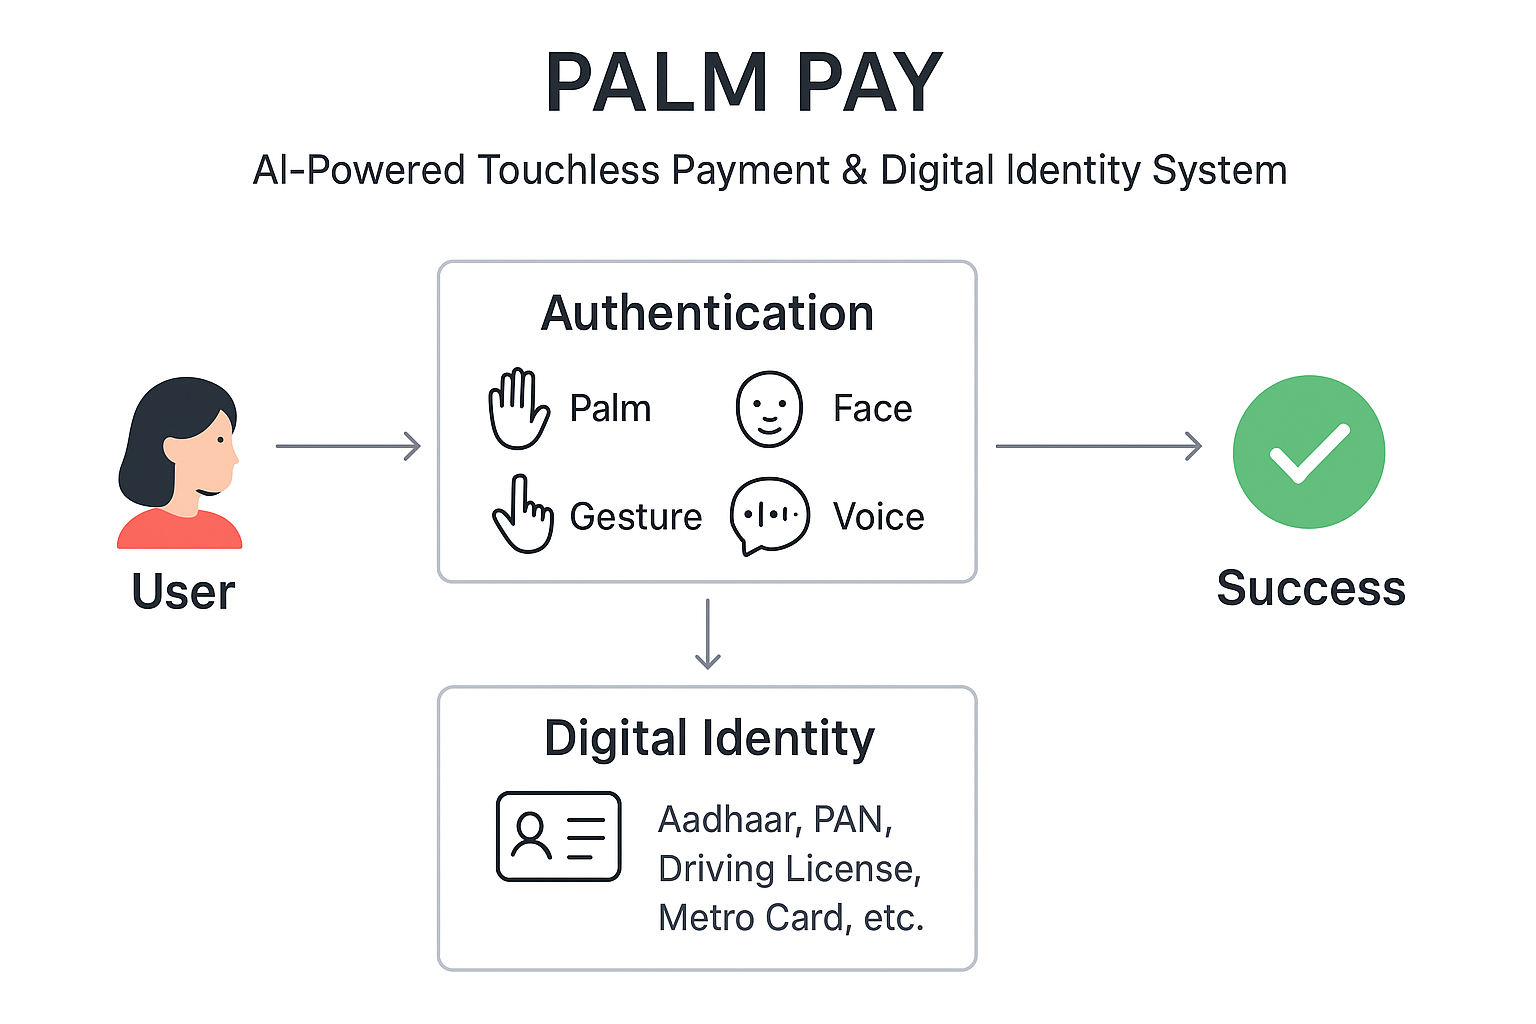 PALM PAY
AI-Powered Touchless Payment & Digital Identity System
Authentication
Palm
Face
Gesture
Voice
User
Success
Digital Identity
Aadhaar, PAN,
Driving License,
Metro Card, etc.